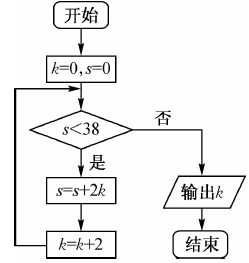 开始
k=0,s=0
s<38
否
是
s=s+2k
输出k
k=k+2
结束